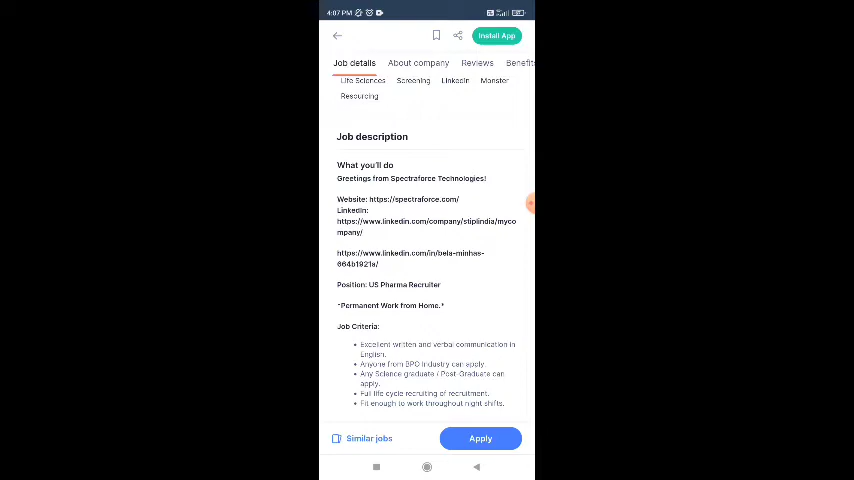 4:07 PM
Install App
Job details About company Reviews Benefits
Life Sciences Screening LinkedIn Monster
Resourcing
Job description
What you'll do
Greetings from Spectraforce Technologies!
Website: https://spectraforce.com/
LinkedIn:
https://www.linkedin.com/company/stiplindia/myco
mpany/
https://www.linkedin.com/in/bela-minhas-
664b1921a/
Position: US Pharma Recruiter
*Permanent Work from Home.*
Job Criteria:
• Excellent written and verbal communication in
English.
• Anyone from BPO Industry can apply.
• Any Science graduate / Post-Graduate can
apply.
• Full life cycle recruiting of recruitment.
• Fit enough to work throughout night shifts.
Similar jobs
Apply